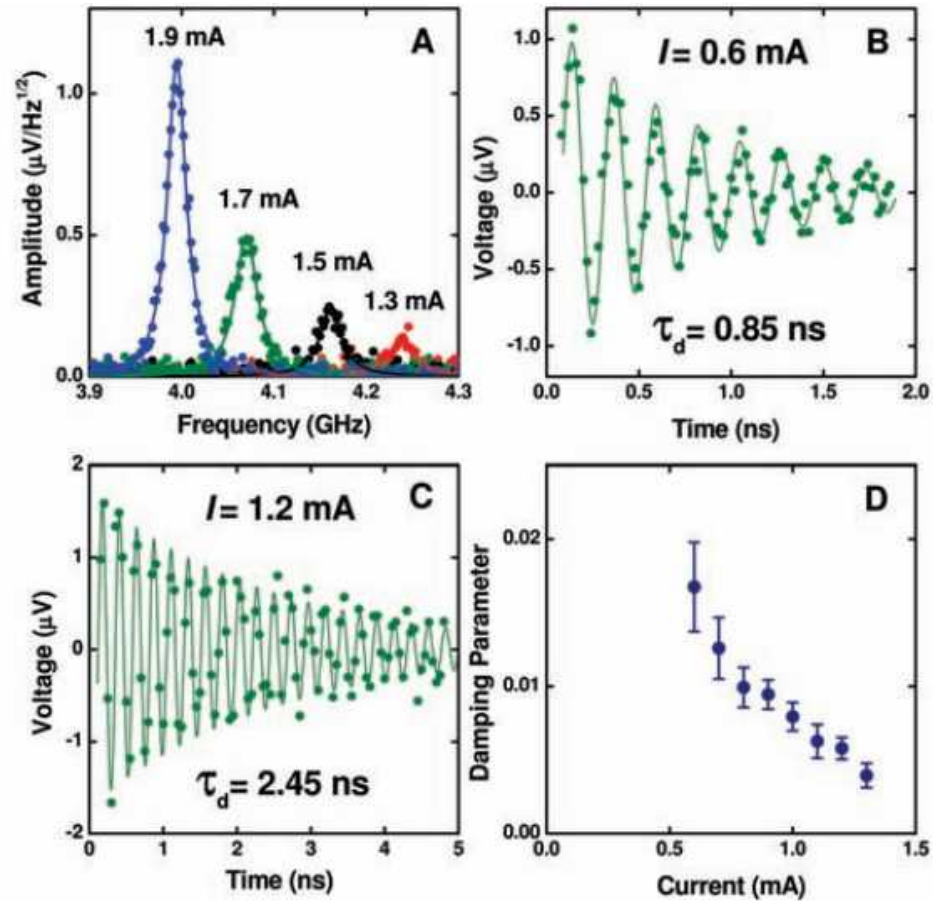 A
1.9 mA
1.7 mA
1.5 mA
1.3 mA
Amplitude (μV/Hz1/2)
1.0
0.5
0.0
3.9 4.0 4.1 4.2 4.3
Frequency (GHz)
B
I = 0.6 mA
τd = 0.85 ns
Voltage (μV)
1.0
0.5
0.0
-0.5
-1.0
0.0 0.5 1.0 1.5 2.0
Time (ns)
C
I = 1.2 mA
τd = 2.45 ns
Voltage (μV)
2
1
0
-1
-2
0 1 2 3 4 5
Time (ns)
D
Damping Parameter
0.02
0.01
0.00
0.0 0.5 1.0 1.5
Current (mA)